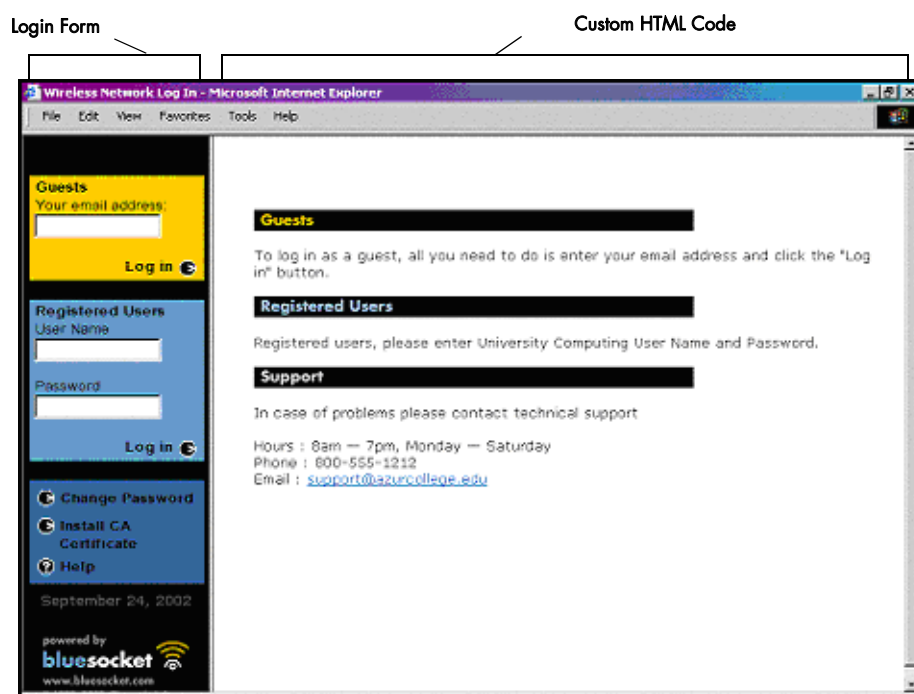 Login Form
Custom HTML Code
Wireless Network Log In - Microsoft Internet Explorer
File Edit View Favorites Tools Help
Guests
Your email address:
Log in
Registered Users
User Name
Password
Log in
Change Password
Install CA
Certificate
Help
September 24, 2002
powered by
bluesocket
www.bluesocket.com
Guests
To log in as a guest, all you need to do is enter your email address and click the "Log
in" button.
Registered Users
Registered users, please enter University Computing User Name and Password.
Support
In case of problems please contact technical support
Hours : 8am — 7pm, Monday — Saturday
Phone : 800-555-1212
Email : support@azurcollege.edu